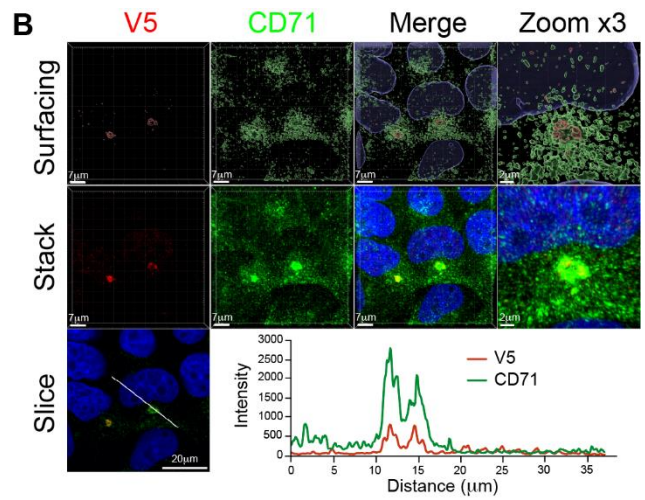 B
V5 CD71 Merge Zoom x3
Surfacing
7μm 7μm 7μm 2μm
Stack
7μm 7μm 7μm 2μm
Slice
20μm
Intensity
3000
2500
2000
1500
1000
500
0
V5
CD71
0 5 10 15 20 25 30 35
Distance (μm)